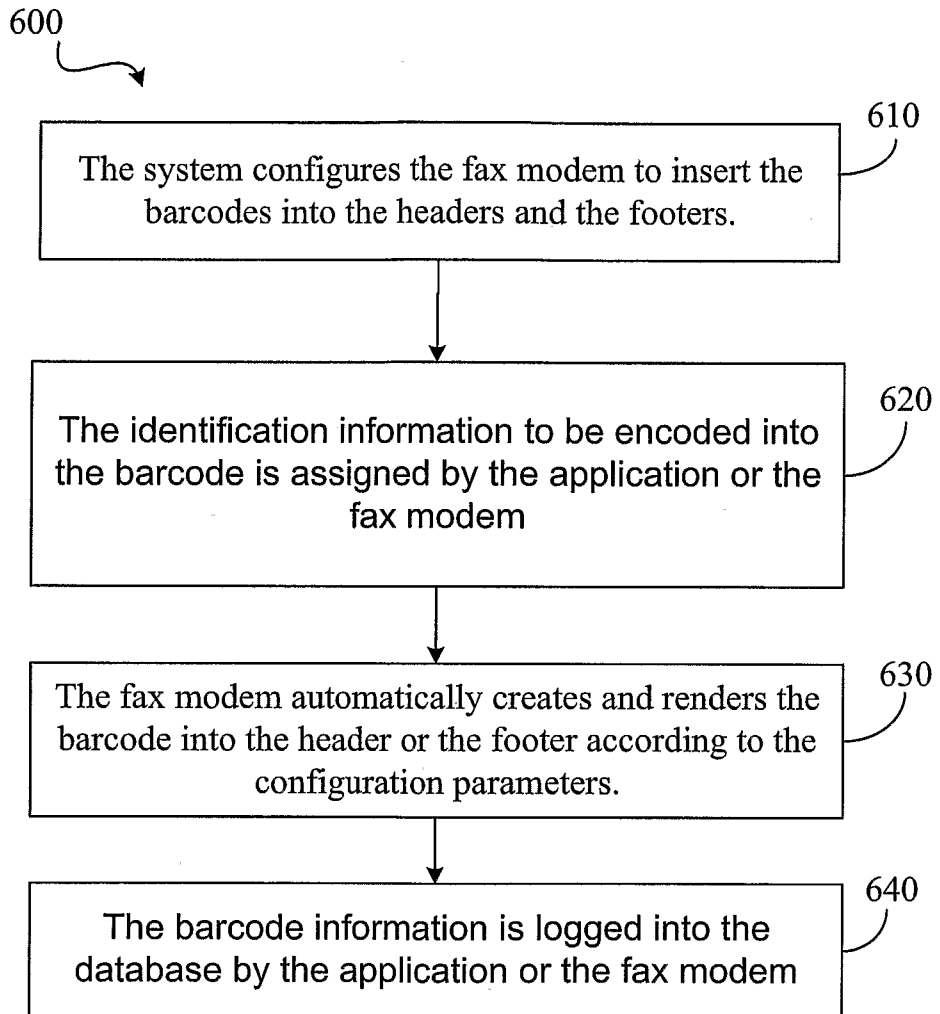 600
610
The system configures the fax modem to insert the
barcodes into the headers and the footers.
620
The identification information to be encoded into
the barcode is assigned by the application or the
fax modem
630
The fax modem automatically creates and renders the
barcode into the header or the footer according to the
configuration parameters.
640
The barcode information is logged into the
database by the application or the fax modem